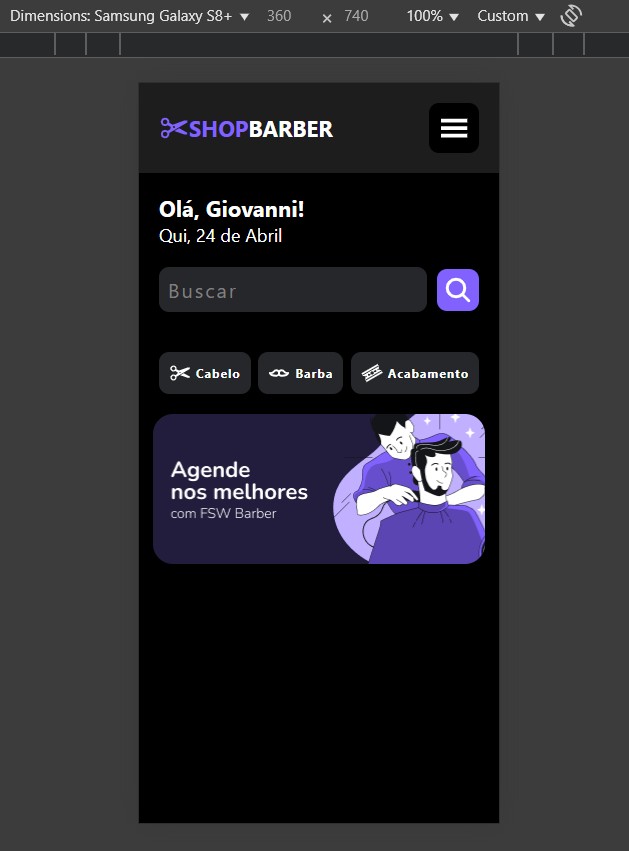 Dimensions: Samsung Galaxy S8+ 360 × 740 100% Custom
SHOPBARBER
Olá, Giovanni!
Qui, 24 de Abril
Buscar
Cabelo Barba Acabamento
Agende
nos melhores
com FSW Barber